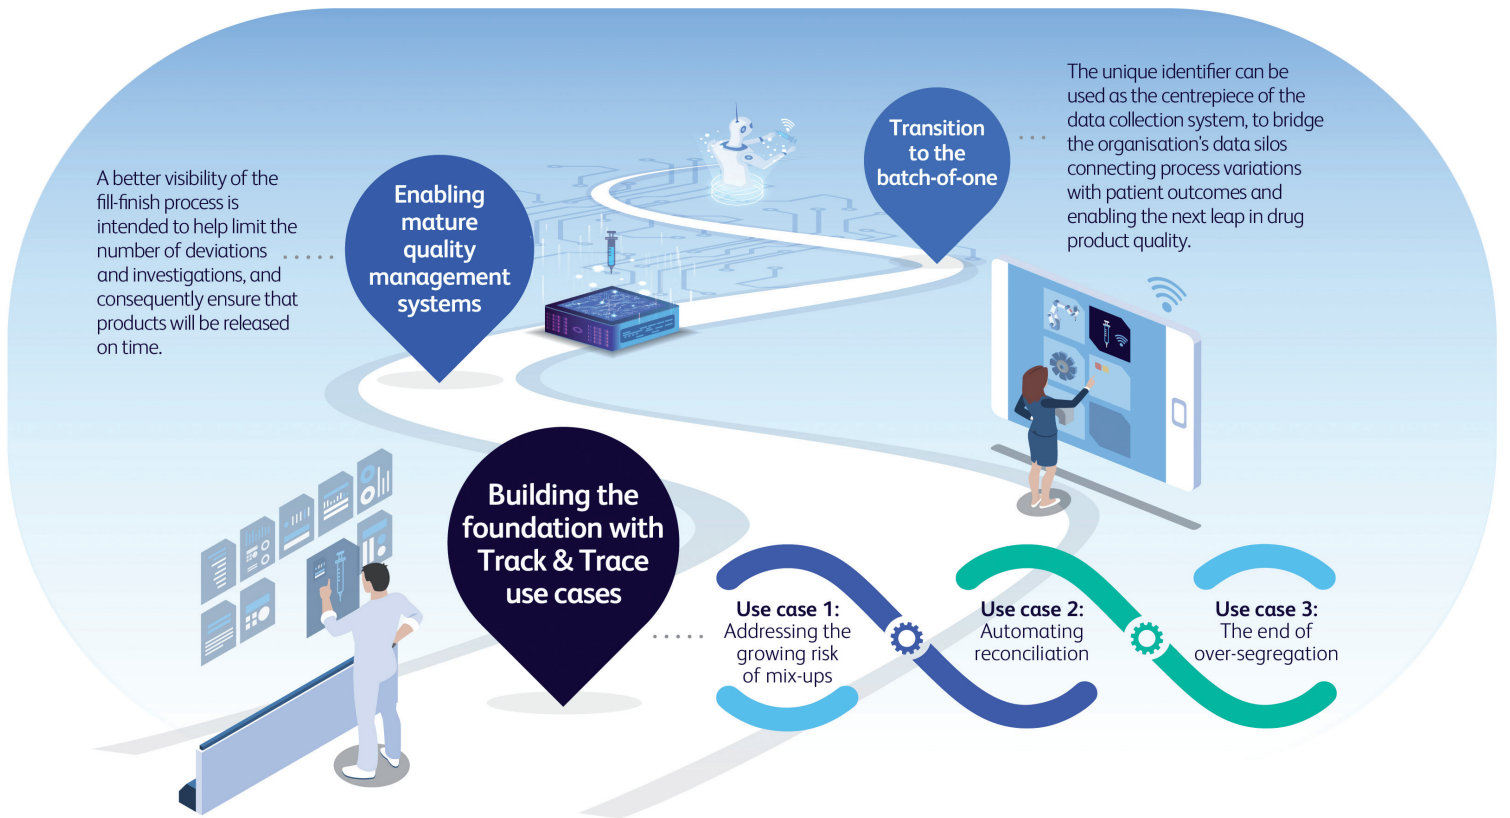 A better visibility of the
fill-finish process is
intended to help limit the
number of deviations
and investigations, and
consequently ensure that
products will be released
on time.
Enabling
mature
quality
management
systems
Transition
to the
batch-of-one
The unique identifier can be
used as the centrepiece of the
data collection system, to bridge
the organisation's data silos
connecting process variations
with patient outcomes and
enabling the next leap in drug
product quality.
Building the
foundation with
Track & Trace
use cases
Use case 1:
Addressing the
growing risk
of mix-ups
Use case 2:
Automating
reconciliation
Use case 3:
The end of
over-segregation